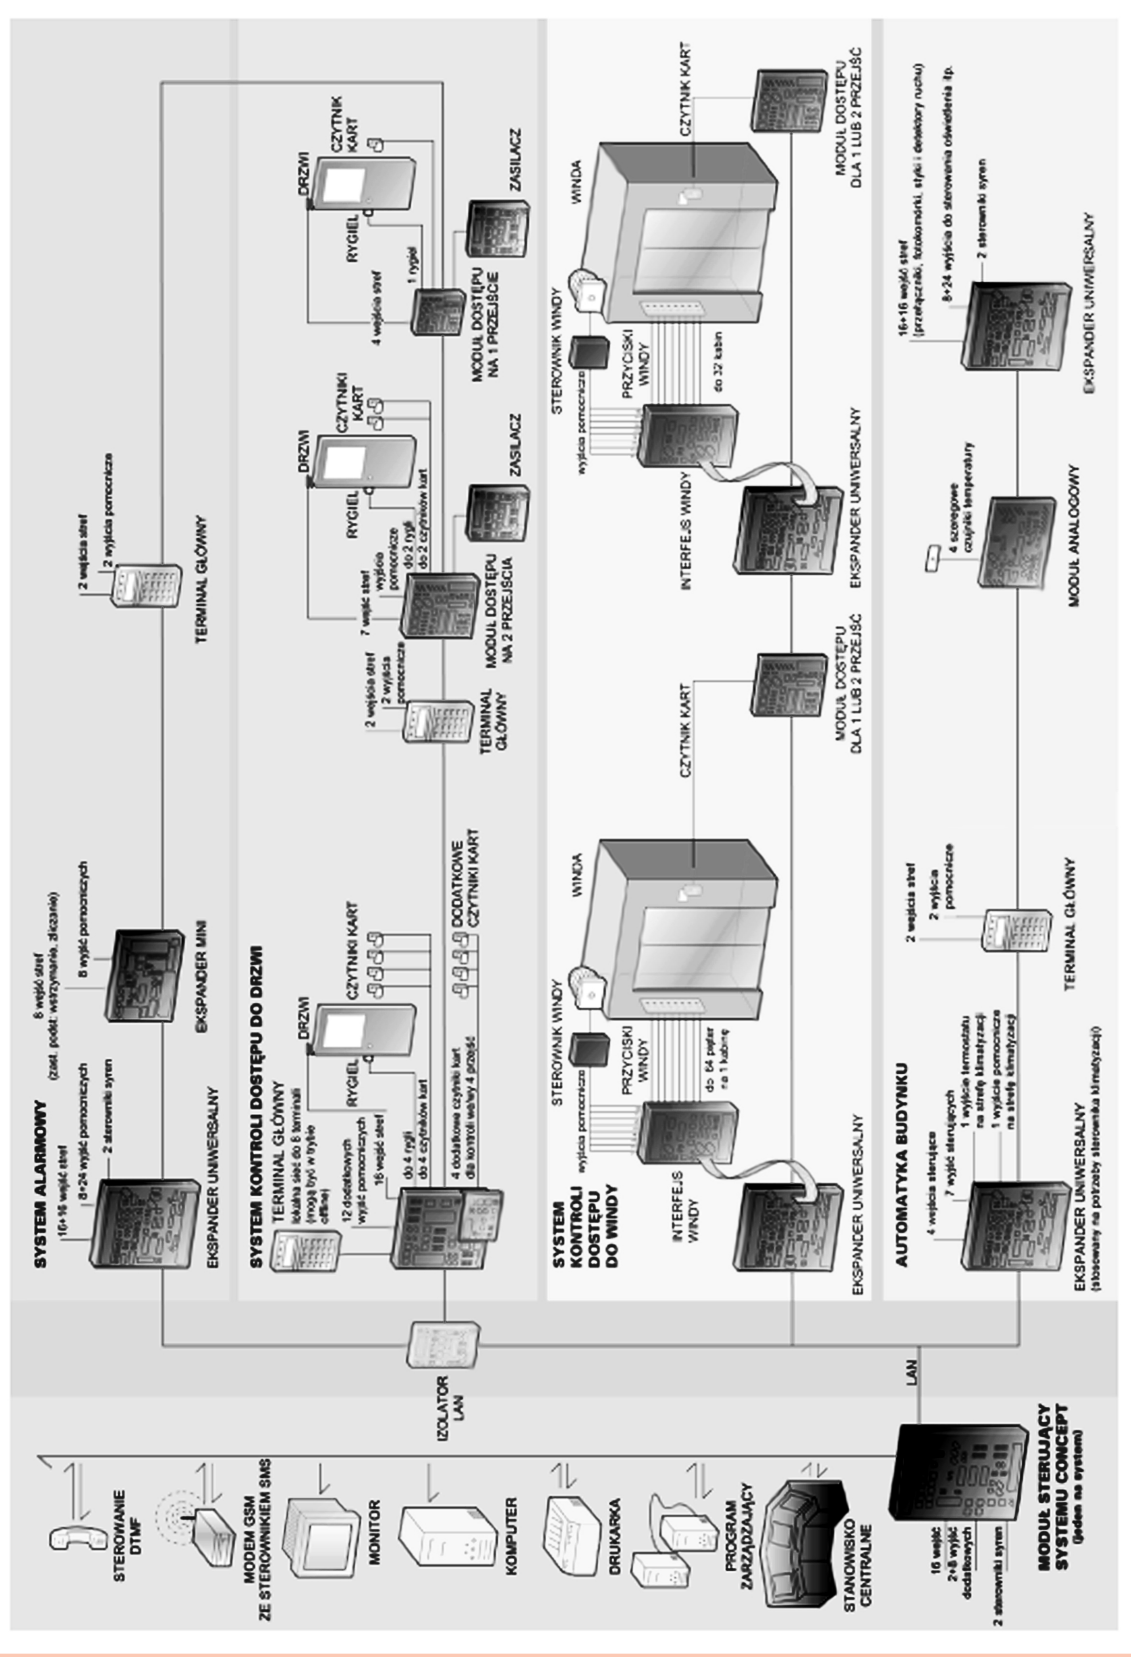 STEROWANIE
DTMF
MODEM GSM
ZE STEROWNIKIEM SMS
MONITOR
KOMPUTER
DRUKARKA
PROGRAM
ZARZĄDZAJĄCY
STANOWISKO
CENTRALNE
16 wejść
2+8 wyjść
dodatkowych
2 sterowniki syren
MODUŁ STERUJĄCY
SYSTEMU CONCEPT
(jeden na system)
LAN
IZOLATOR
LAN
SYSTEM ALARMOWY
16+16 wejść stref
8+24 wyjść pomocniczych
2 sterowniki syren
EKSPANDER UNIWERSALNY
8 wejść stref
(zast. podst: wstrzymanie, zliczanie)
8 wyjść pomocniczych
EKSPANDER MINI
2 wejścia stref
2 wyjścia pomocnicze
TERMINAL GŁÓWNY
SYSTEM KONTROLI DOSTĘPU DO DRZWI
TERMINAL GŁÓWNY
lokalna sieć do 8 terminali
(mogą być w trybie
offline)
12 dodatkowych
wyjść pomocniczych
16 wejść stref
DRZWI
RYGIEL
CZYTNIKI KART
do 4 rygli
do 4 czytników kart
4 dodatkowe czytniki kart
dla kontroli we/wy 4 przejść
DODATKOWE
CZYTNIKI KART
2 wejścia stref
2 wyjścia
pomocnicze
TERMINAL
GŁÓWNY
DRZWI
RYGIEL
CZYTNIKI
KART
7 wejść stref
wyjścia
pomocnicze
do 2 rygli
do 2 czytników kart
MODUŁ DOSTĘPU
NA 2 PRZEJŚCIA
ZASILACZ
DRZWI
RYGIEL
CZYTNIK
KART
4 wejścia stref
1 rygiel
MODUŁ DOSTĘPU
NA 1 PRZEJŚCIE
ZASILACZ
SYSTEM
KONTROLI
DOSTĘPU
DO WINDY
STEROWNIK WINDY
WINDA
wyjścia pomocnicze
PRZYCISKI
WINDY
do 64 pięter
na 1 kabinę
INTERFEJS
WINDY
EKSPANDER UNIWERSALNY
CZYTNIK KART
MODUŁ DOSTĘPU
DLA 1 LUB 2 PRZEJŚĆ
STEROWNIK WINDY
WINDA
wyjścia pomocnicze
PRZYCISKI
WINDY
do 32 kabin
INTERFEJS WINDY
EKSPANDER UNIWERSALNY
CZYTNIK KART
MODUŁ DOSTĘPU
DLA 1 LUB 2 PRZEJŚĆ
AUTOMATYKA BUDYNKU
4 wejścia sterujące
7 wyjść sterujących
1 wyjście termostatu
na strefę klimatyzacji
1 wyjście pomocnicze
na strefę klimatyzacji
EKSPANDER UNIWERSALNY
(stosowany na potrzeby sterownika klimatyzacji)
2 wejścia stref
2 wyjścia
pomocnicze
TERMINAL GŁÓWNY
4 szeregowe
czujniki temperatury
MODUŁ ANALOGOWY
16+16 wejść stref
(przełączniki, fotokomórki, styki i detektory ruchu)
8+24 wyjścia do sterowania oświetlenia itp.
2 sterowniki syren
EKSPANDER UNIWERSALNY